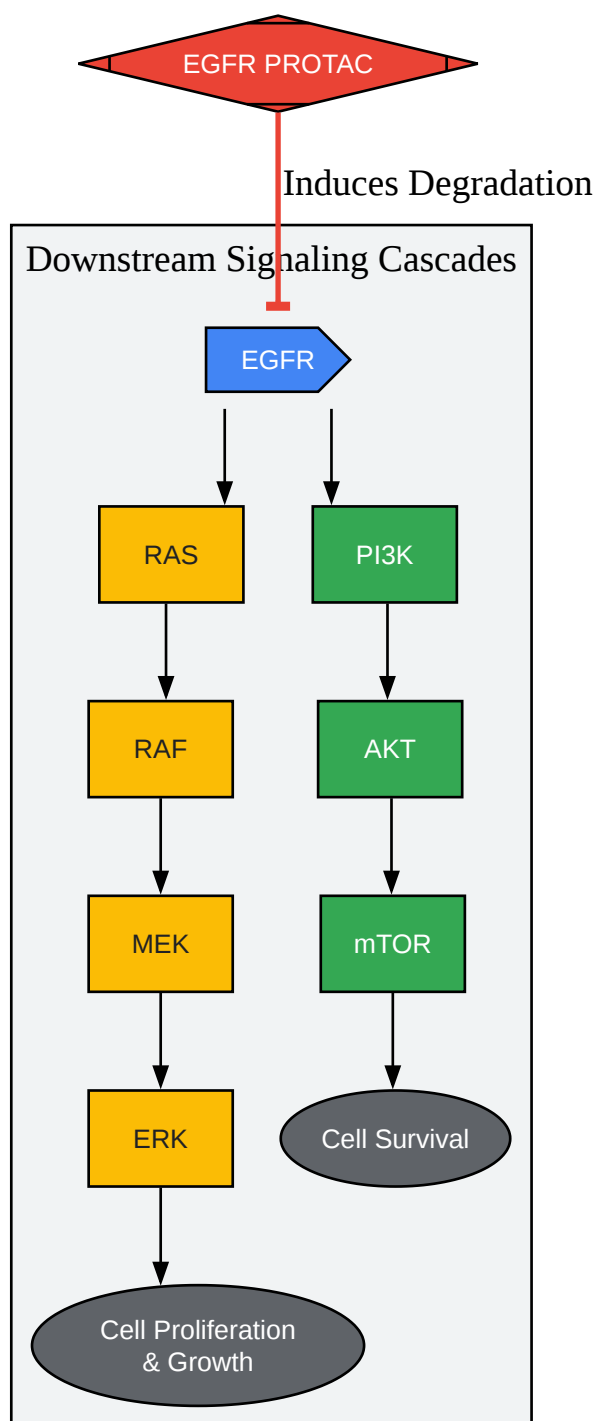 EGFR PROTAC
Induces Degradation
Downstream Signaling Cascades
EGFR
RAS
PI3K
RAF
AKT
MEK
mTOR
ERK
Cell Survival
Cell Proliferation
& Growth